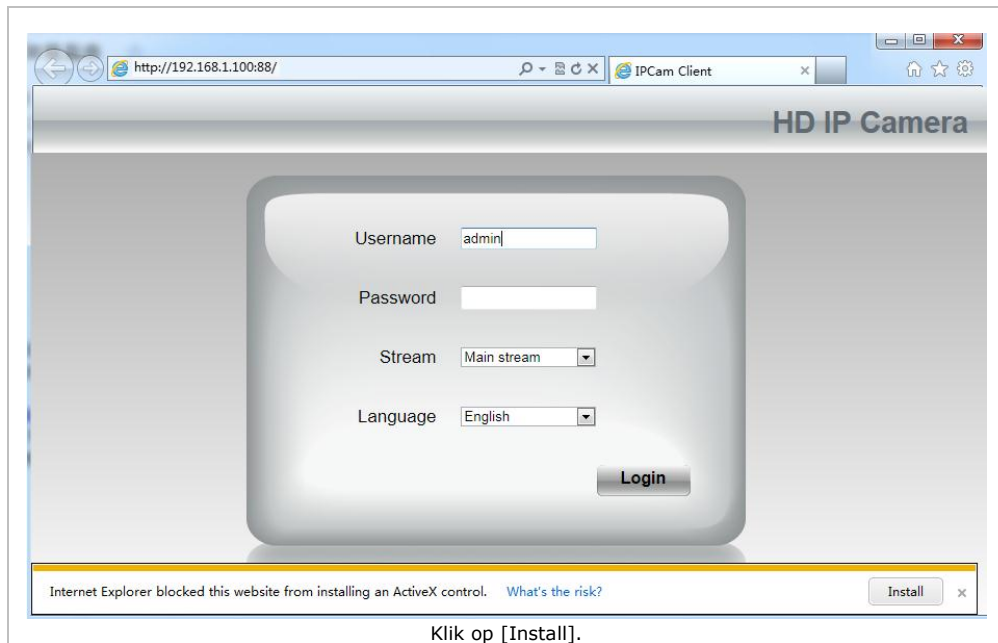 http://192.168.1.100:88/
IPCam Client
HD IP Camera
Username admin
Password
Stream Main stream
Language English
Login
Internet Explorer blocked this website from installing an ActiveX control. What's the risk? Install
Klik op [Install].